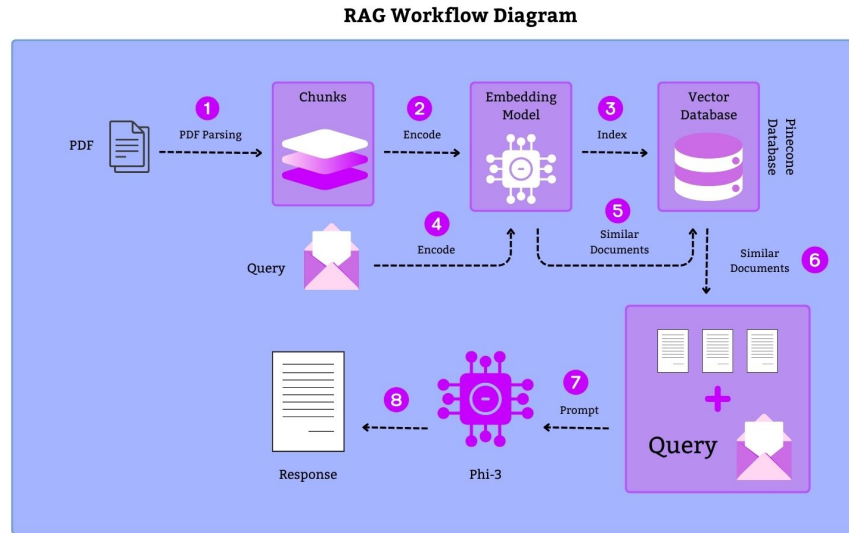 RAG Workflow Diagram
PDF
1
PDF Parsing
Chunks
2
Encode
Embedding
Model
3
Index
Vector
Database
Pinecone
Database
Query
4
Encode
5
Similar
Documents
Similar
Documents
6
Query
7
Prompt
Phi-3
8
Response